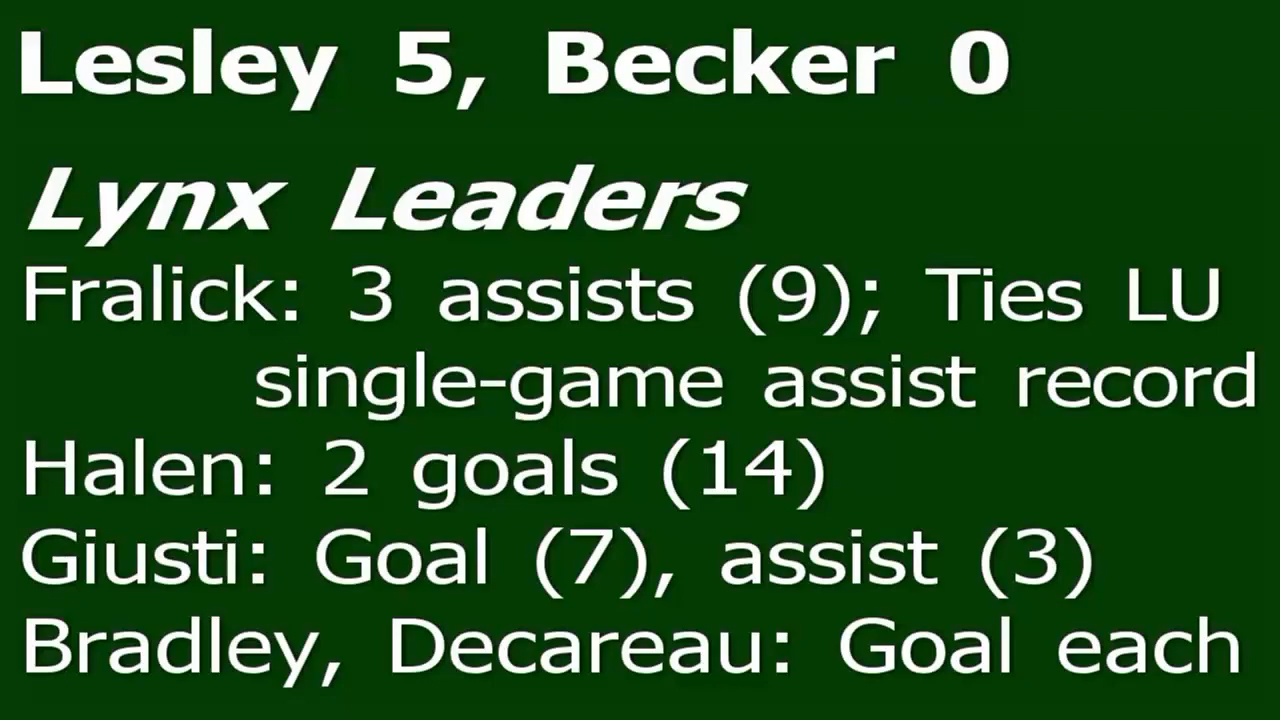 Lesley 5, Becker 0
Lynx Leaders
Fralick: 3 assists (9); Ties LU
single-game assist record
Halen: 2 goals (14)
Giusti: Goal (7), assist (3)
Bradley, Decareau: Goal each